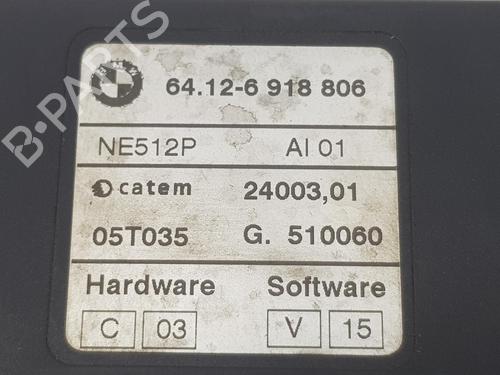 B-PARTS
64.12-6 918 806
NE512P AI 01
catem 24003,01
05T035 G. 510060
Hardware Software
C 03 V 15